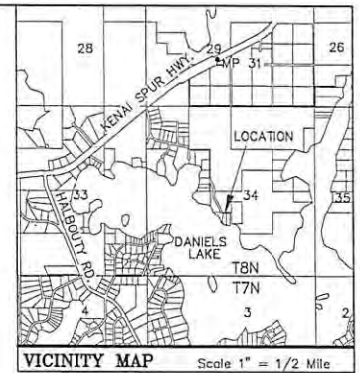 28
29
26
MP 31
KENAI SPUR HWY.
LOCATION
33
34
35
HALBOUTY RD.
DANIELS
LAKE
T8N
T7N
4
3
2
VICINITY MAP Scale 1" = 1/2 Mile